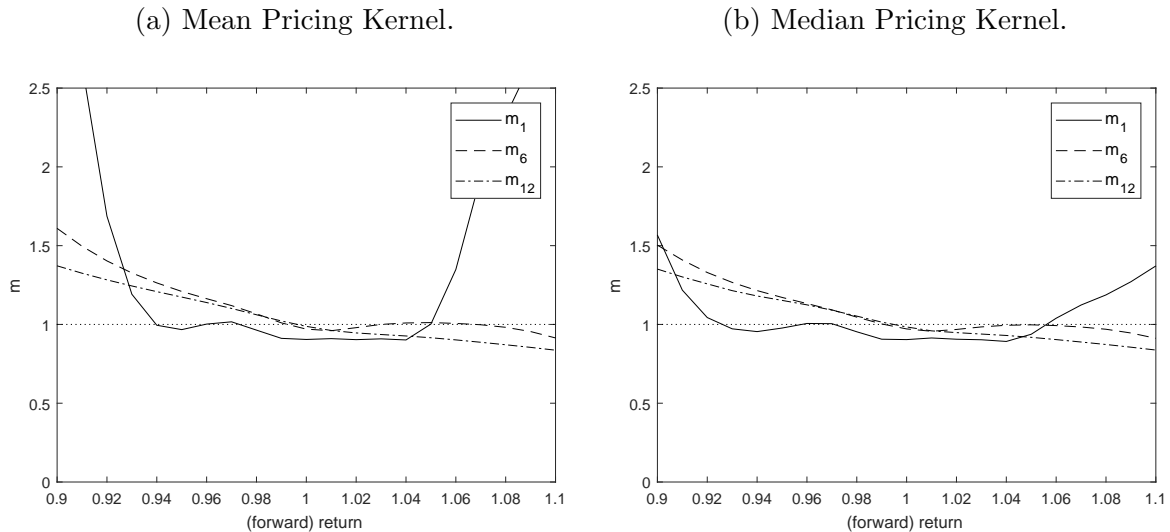 (a) Mean Pricing Kernel.
2.5
2
1.5
1
0.5
0
m
0.9 0.92 0.94 0.96 0.98 1 1.02 1.04 1.06 1.08 1.1
(forward) return
m1
m6
m12
(b) Median Pricing Kernel.
2.5
2
1.5
1
0.5
0
m
0.9 0.92 0.94 0.96 0.98 1 1.02 1.04 1.06 1.08 1.1
(forward) return
m1
m6
m12